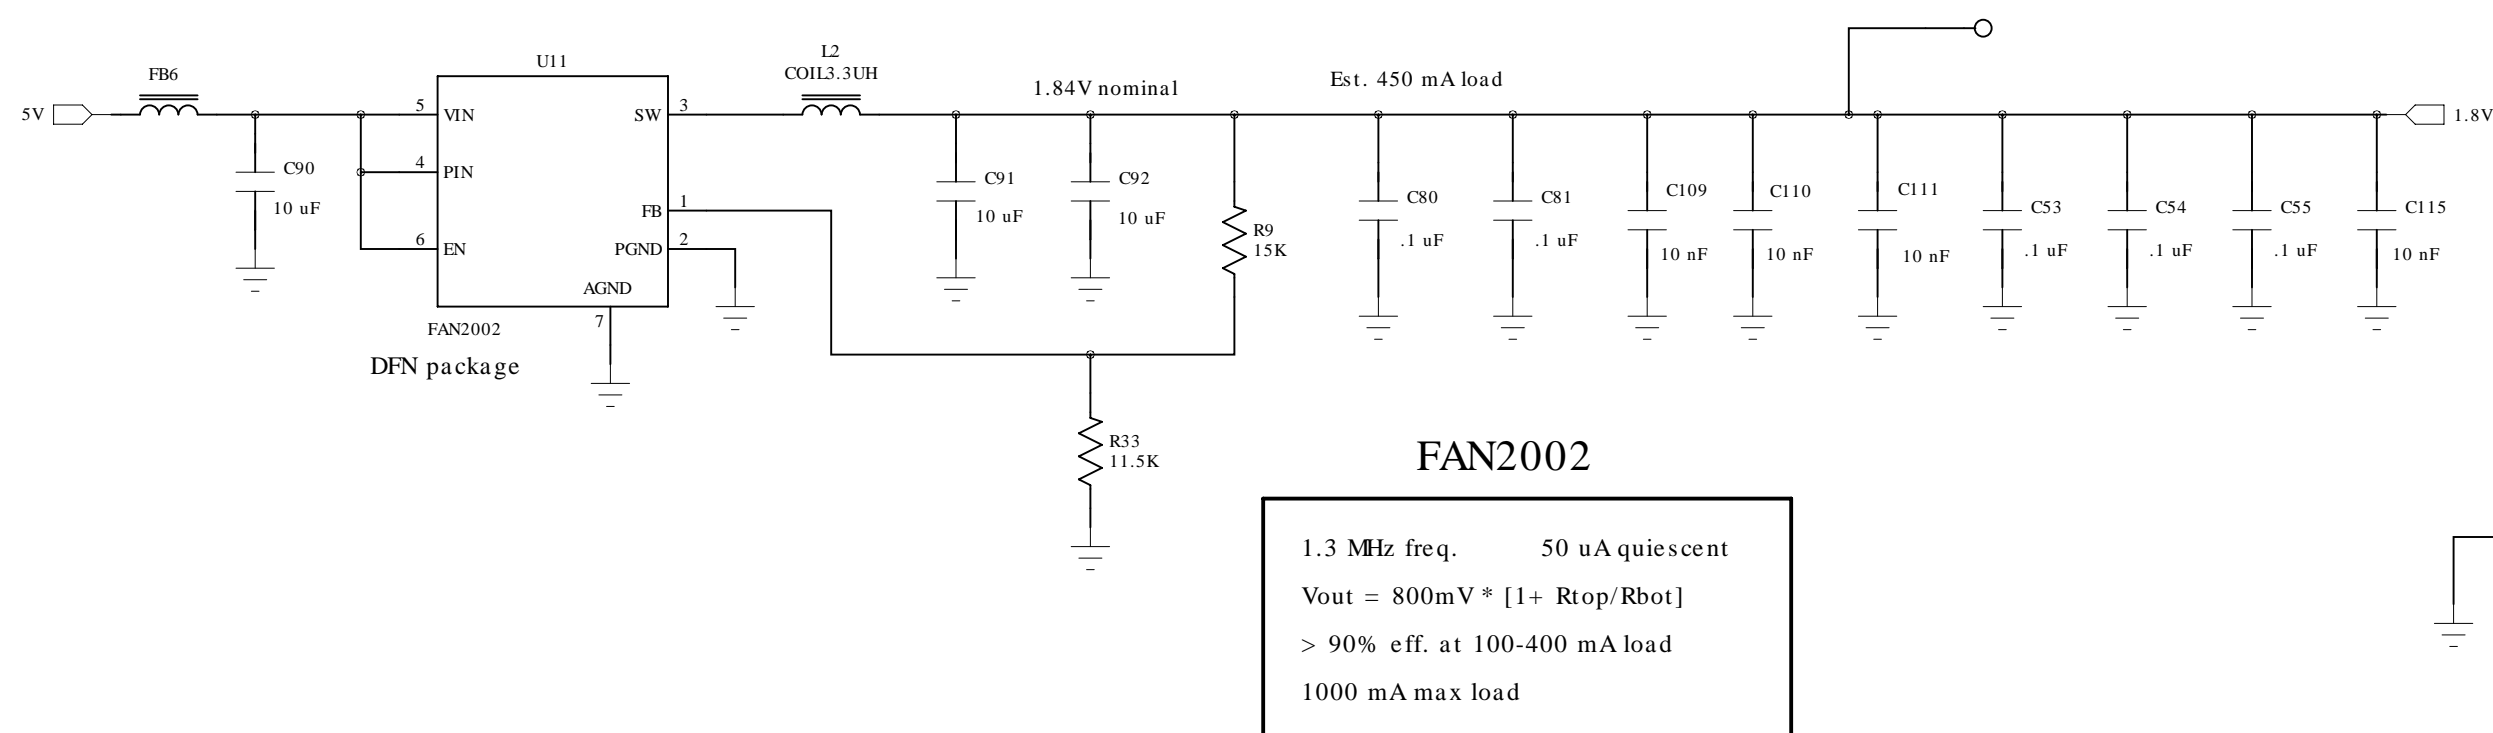 5V
FB6
C90
10 uF
U11
5
VIN
4
PIN
6
EN
SW
3
FB
1
PGND
2
AGND
7
FAN2002
DFN package
L2
COIL3.3UH
1.84V nominal
Est. 450 mA load
C91
10 uF
C92
10 uF
R9
15K
R33
11.5K
C80
.1 uF
C81
.1 uF
C109
10 nF
C110
10 nF
C111
10 nF
C53
.1 uF
C54
.1 uF
C55
.1 uF
C115
10 nF
1.8V
FAN2002
1.3 MHz freq. 50 uA quiescent
Vout = 800mV * [1+ Rtop/Rbot]
> 90% eff. at 100-400 mA load
1000 mA max load